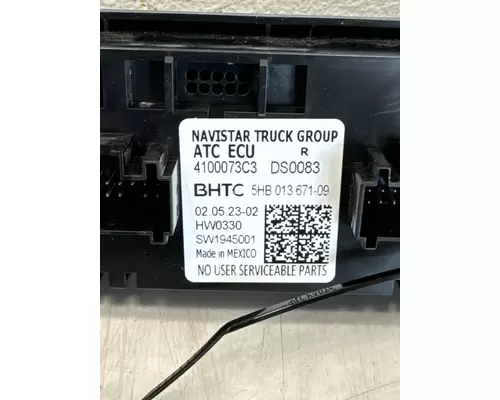 NAVISTAR TRUCK GROUP
ATC ECU R
4100073C3 DS0083
BHTC 5HB 013 671-09
02.05.23-02
HW0330
SW1945001
Made in MEXICO
NO USER SERVICEABLE PARTS